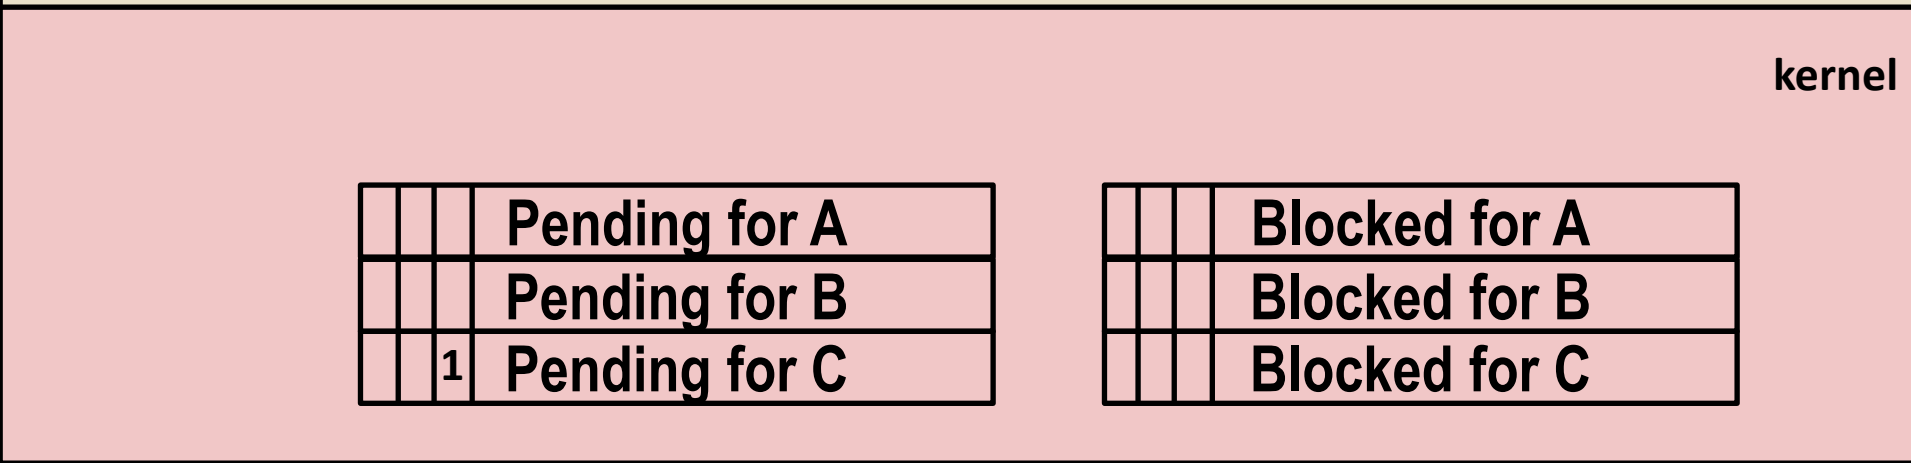 kernel
Pending for A
Blocked for A
Pending for B
Blocked for B
1 Pending for C
Blocked for C